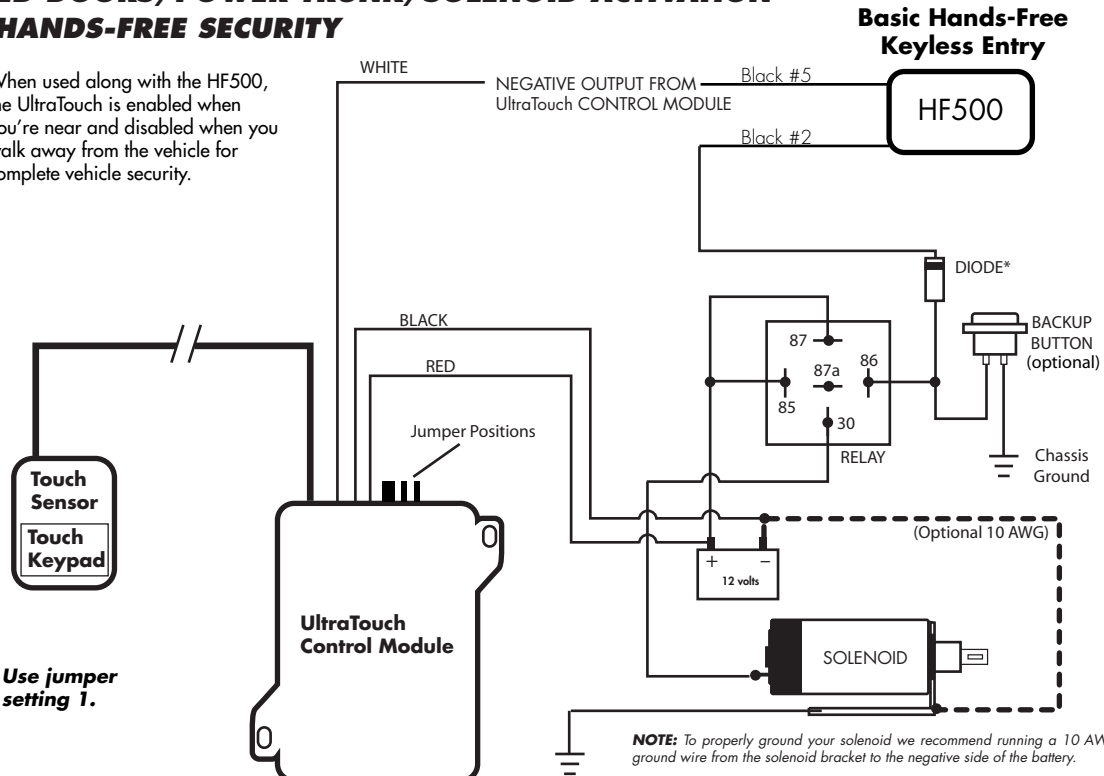 HANDS-FREE SECURITY
Basic Hands-Free
Keyless Entry
When used along with the HF500,
UltraTouch is enabled when
you're near and disabled when you
away from the vehicle for
complete vehicle security.
WHITE
NEGATIVE OUTPUT FROM
UltraTouch CONTROL MODULE
Black #5
HF500
Black #2
DIODE*
BACKUP
BUTTON
(optional)
87
87a
86
85
30
RELAY
Chassis
Ground
BLACK
RED
Jumper Positions
Touch
Sensor
Touch
Keypad
(Optional 10 AWG)
+ –
12 volts
UltraTouch
Control Module
SOLENOID
Use jumper
setting 1.
NOTE: To properly ground your solenoid we recommend running a 10
ground wire from the solenoid bracket to the negative side of the battery.